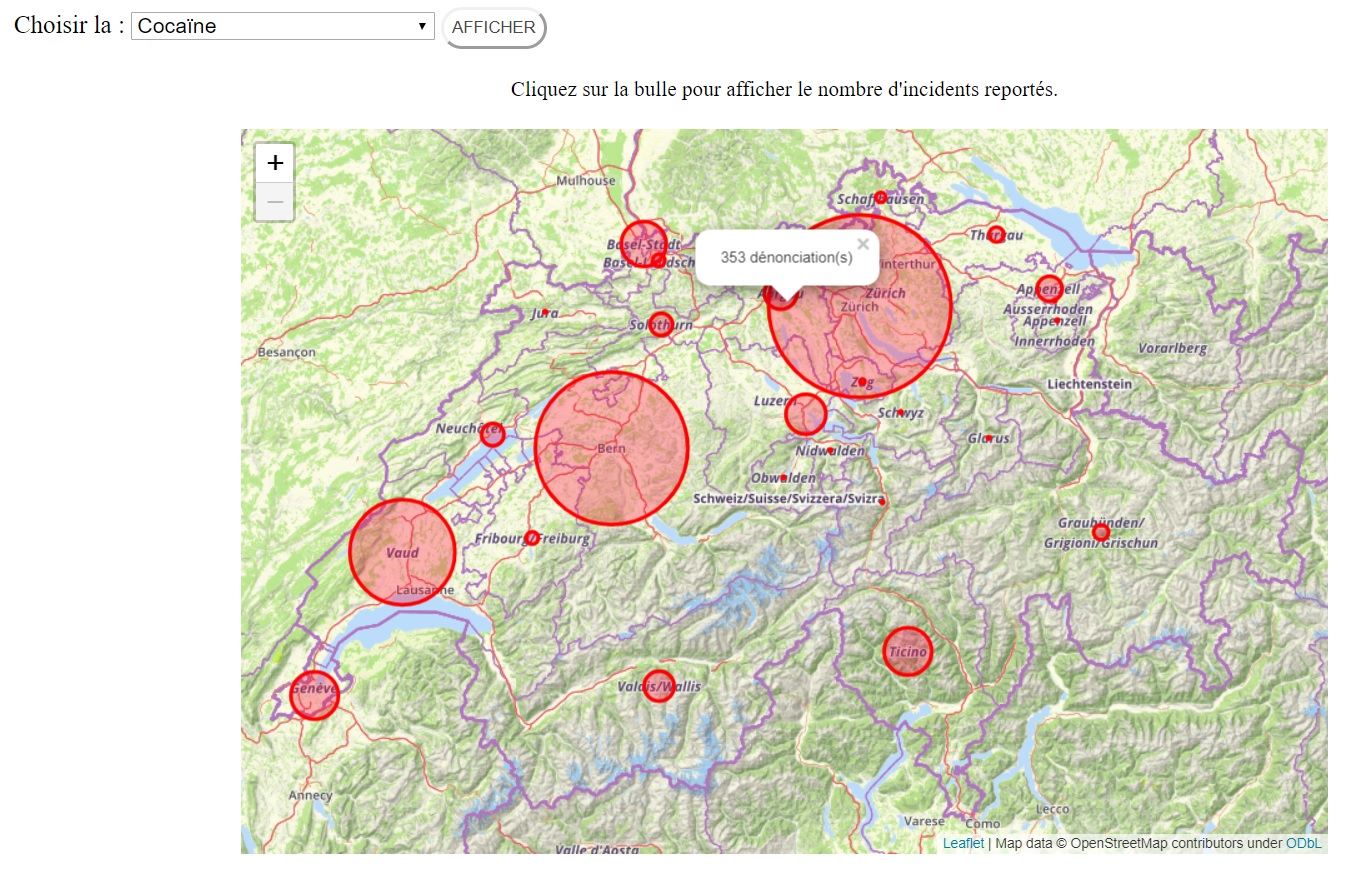 Choisir la : Cocaïne AFFICHER
Cliquez sur la bulle pour afficher le nombre d'incidents reportés.
+
−
Mulhouse
Schaffhausen
Thurgau
Basel-Stadt
Basel-Landschaft
353 dénonciation(s) ×
Winterthur
Aargau
Zürich
Zürich
Appenzell
Ausserrhoden
Appenzell
Innerrhoden
Jura
Solothurn
Besançon
Vorarlberg
Liechtenstein
Zug
Luzern
Schwyz
Neuchâtel
Glarus
Bern
Nidwalden
Obwalden
Schweiz/Suisse/Svizzera/Svizra
Graubünden/
Grigioni/Grischun
Fribourg/Freiburg
Vaud
Lausanne
Ticino
Genève
Valais/Wallis
Annecy
Lecco
Varese
Como
Valle d'Aosta
Leaflet | Map data © OpenStreetMap contributors under ODbL